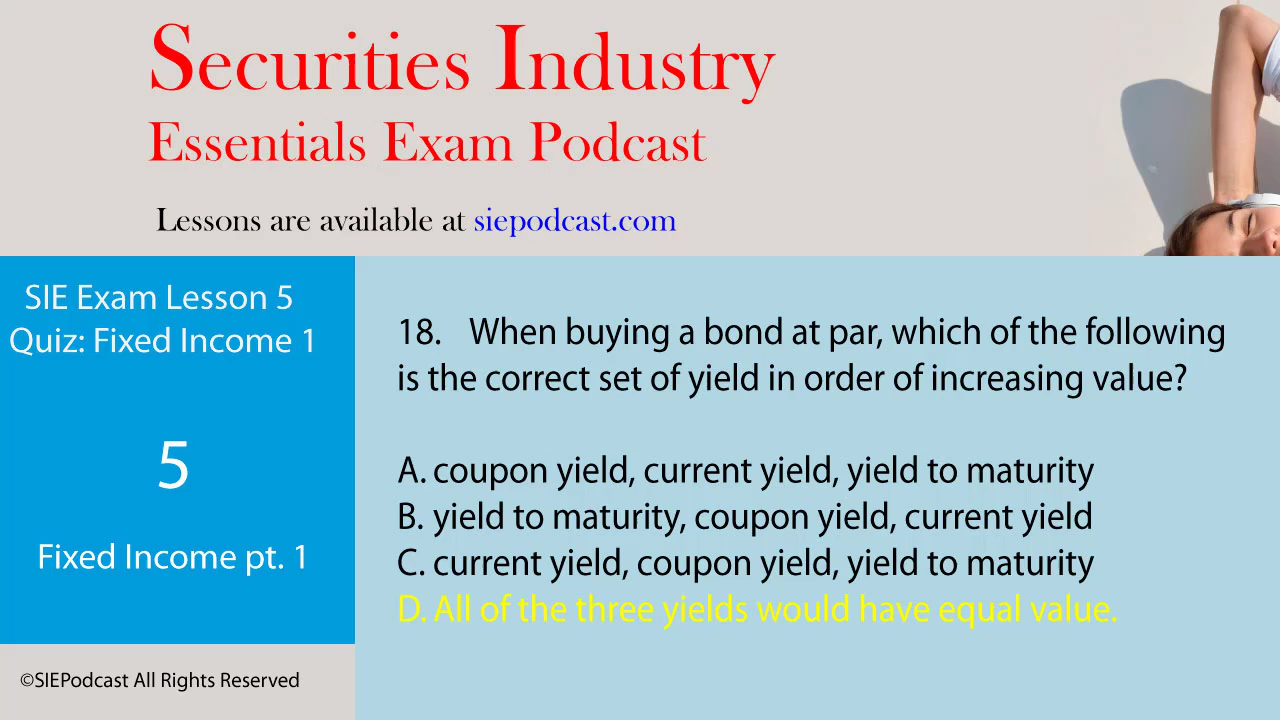 Securities Industry
Essentials Exam Podcast
Lessons are available at siepodcast.com
SIE Exam Lesson 5
Quiz: Fixed Income 1
5
Fixed Income pt. 1
©SIEPodcast All Rights Reserved
18. When buying a bond at par, which of the following
is the correct set of yield in order of increasing value?
A. coupon yield, current yield, yield to maturity
B. yield to maturity, coupon yield, current yield
C. current yield, coupon yield, yield to maturity
D. All of the three yields would have equal value.